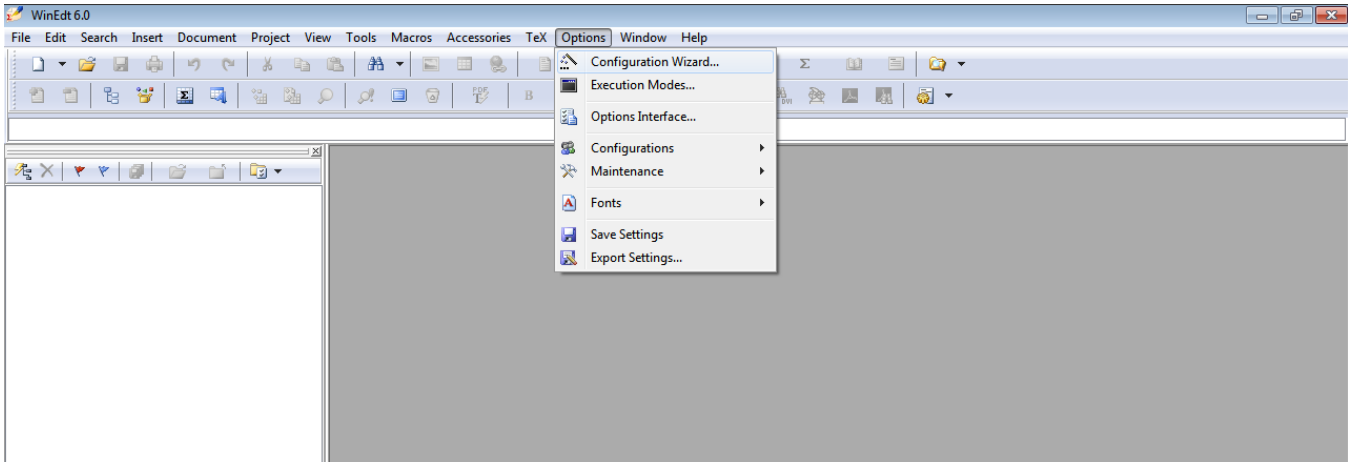 WinEdt 6.0
File Edit Search Insert Document Project View Tools Macros Accessories TeX Options Window Help
Configuration Wizard...
Execution Modes...
Options Interface...
Configurations
Maintenance
Fonts
Save Settings
Export Settings...